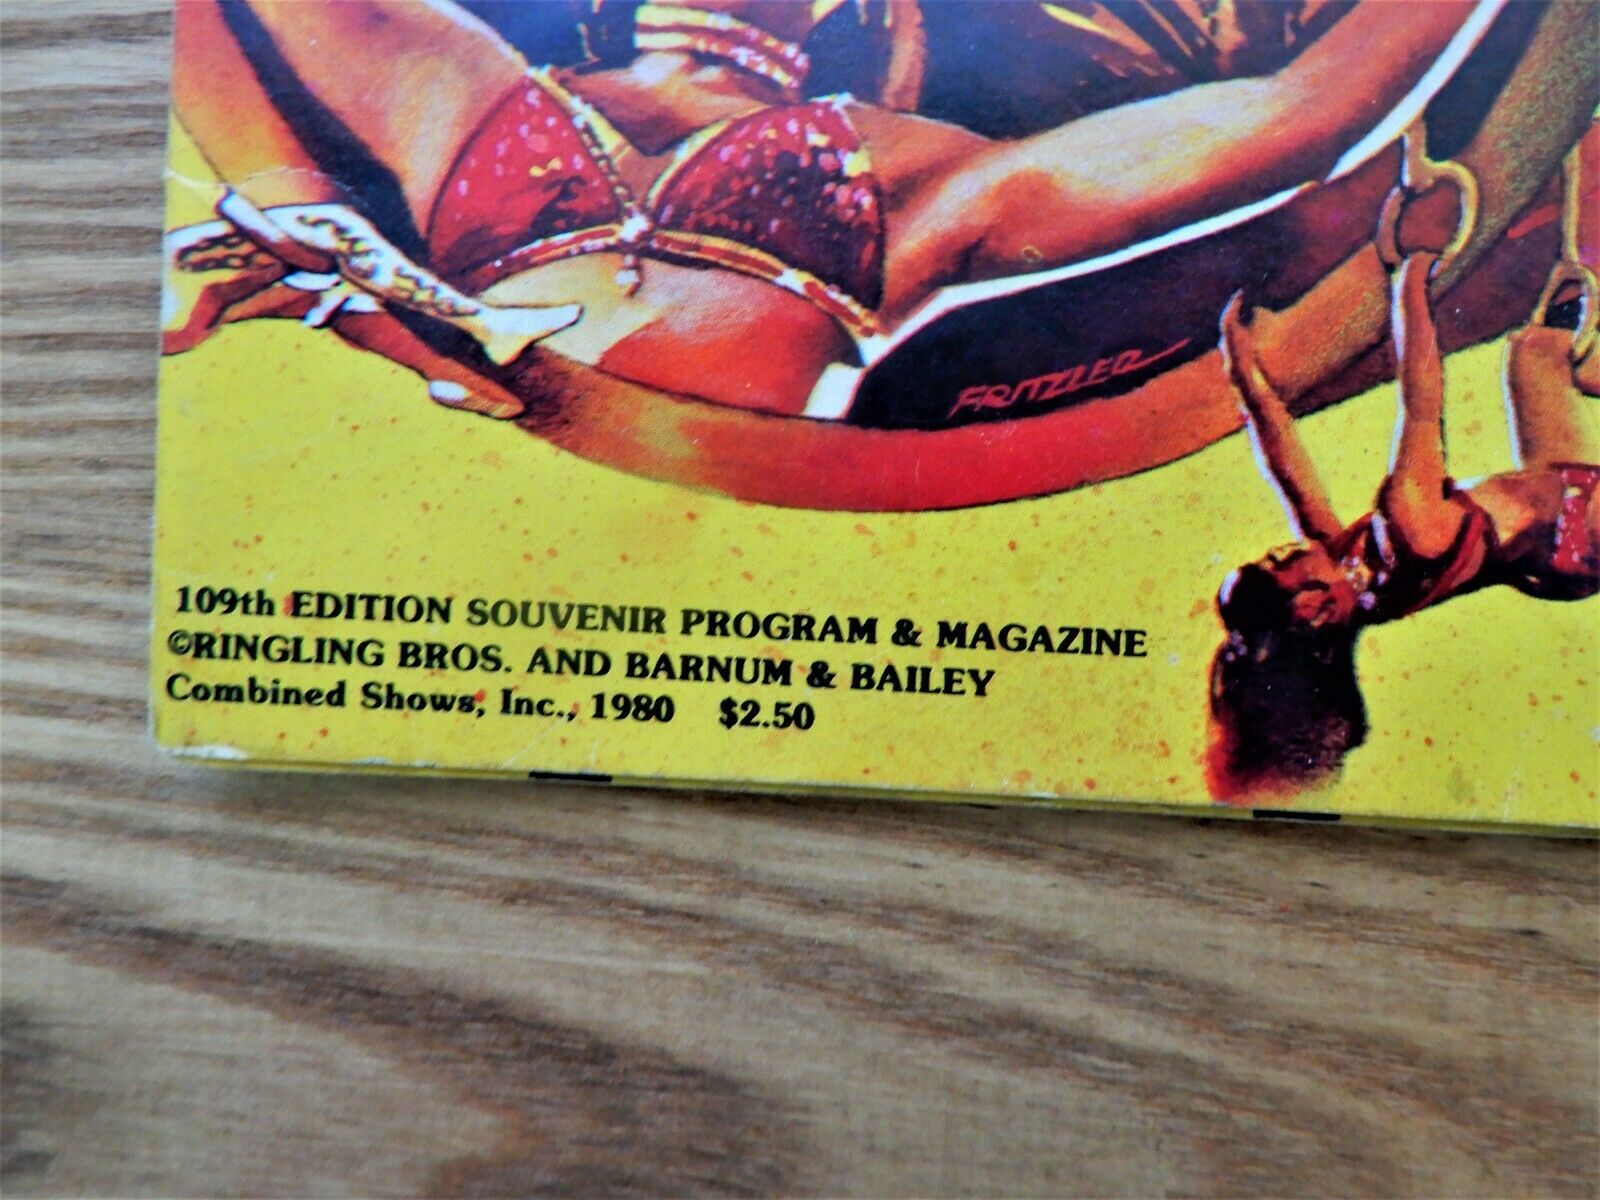 FRITZLER
109th EDITION SOUVENIR PROGRAM & MAGAZINE
©RINGLING BROS. AND BARNUM & BAILEY
Combined Shows, Inc., 1980 $2.50